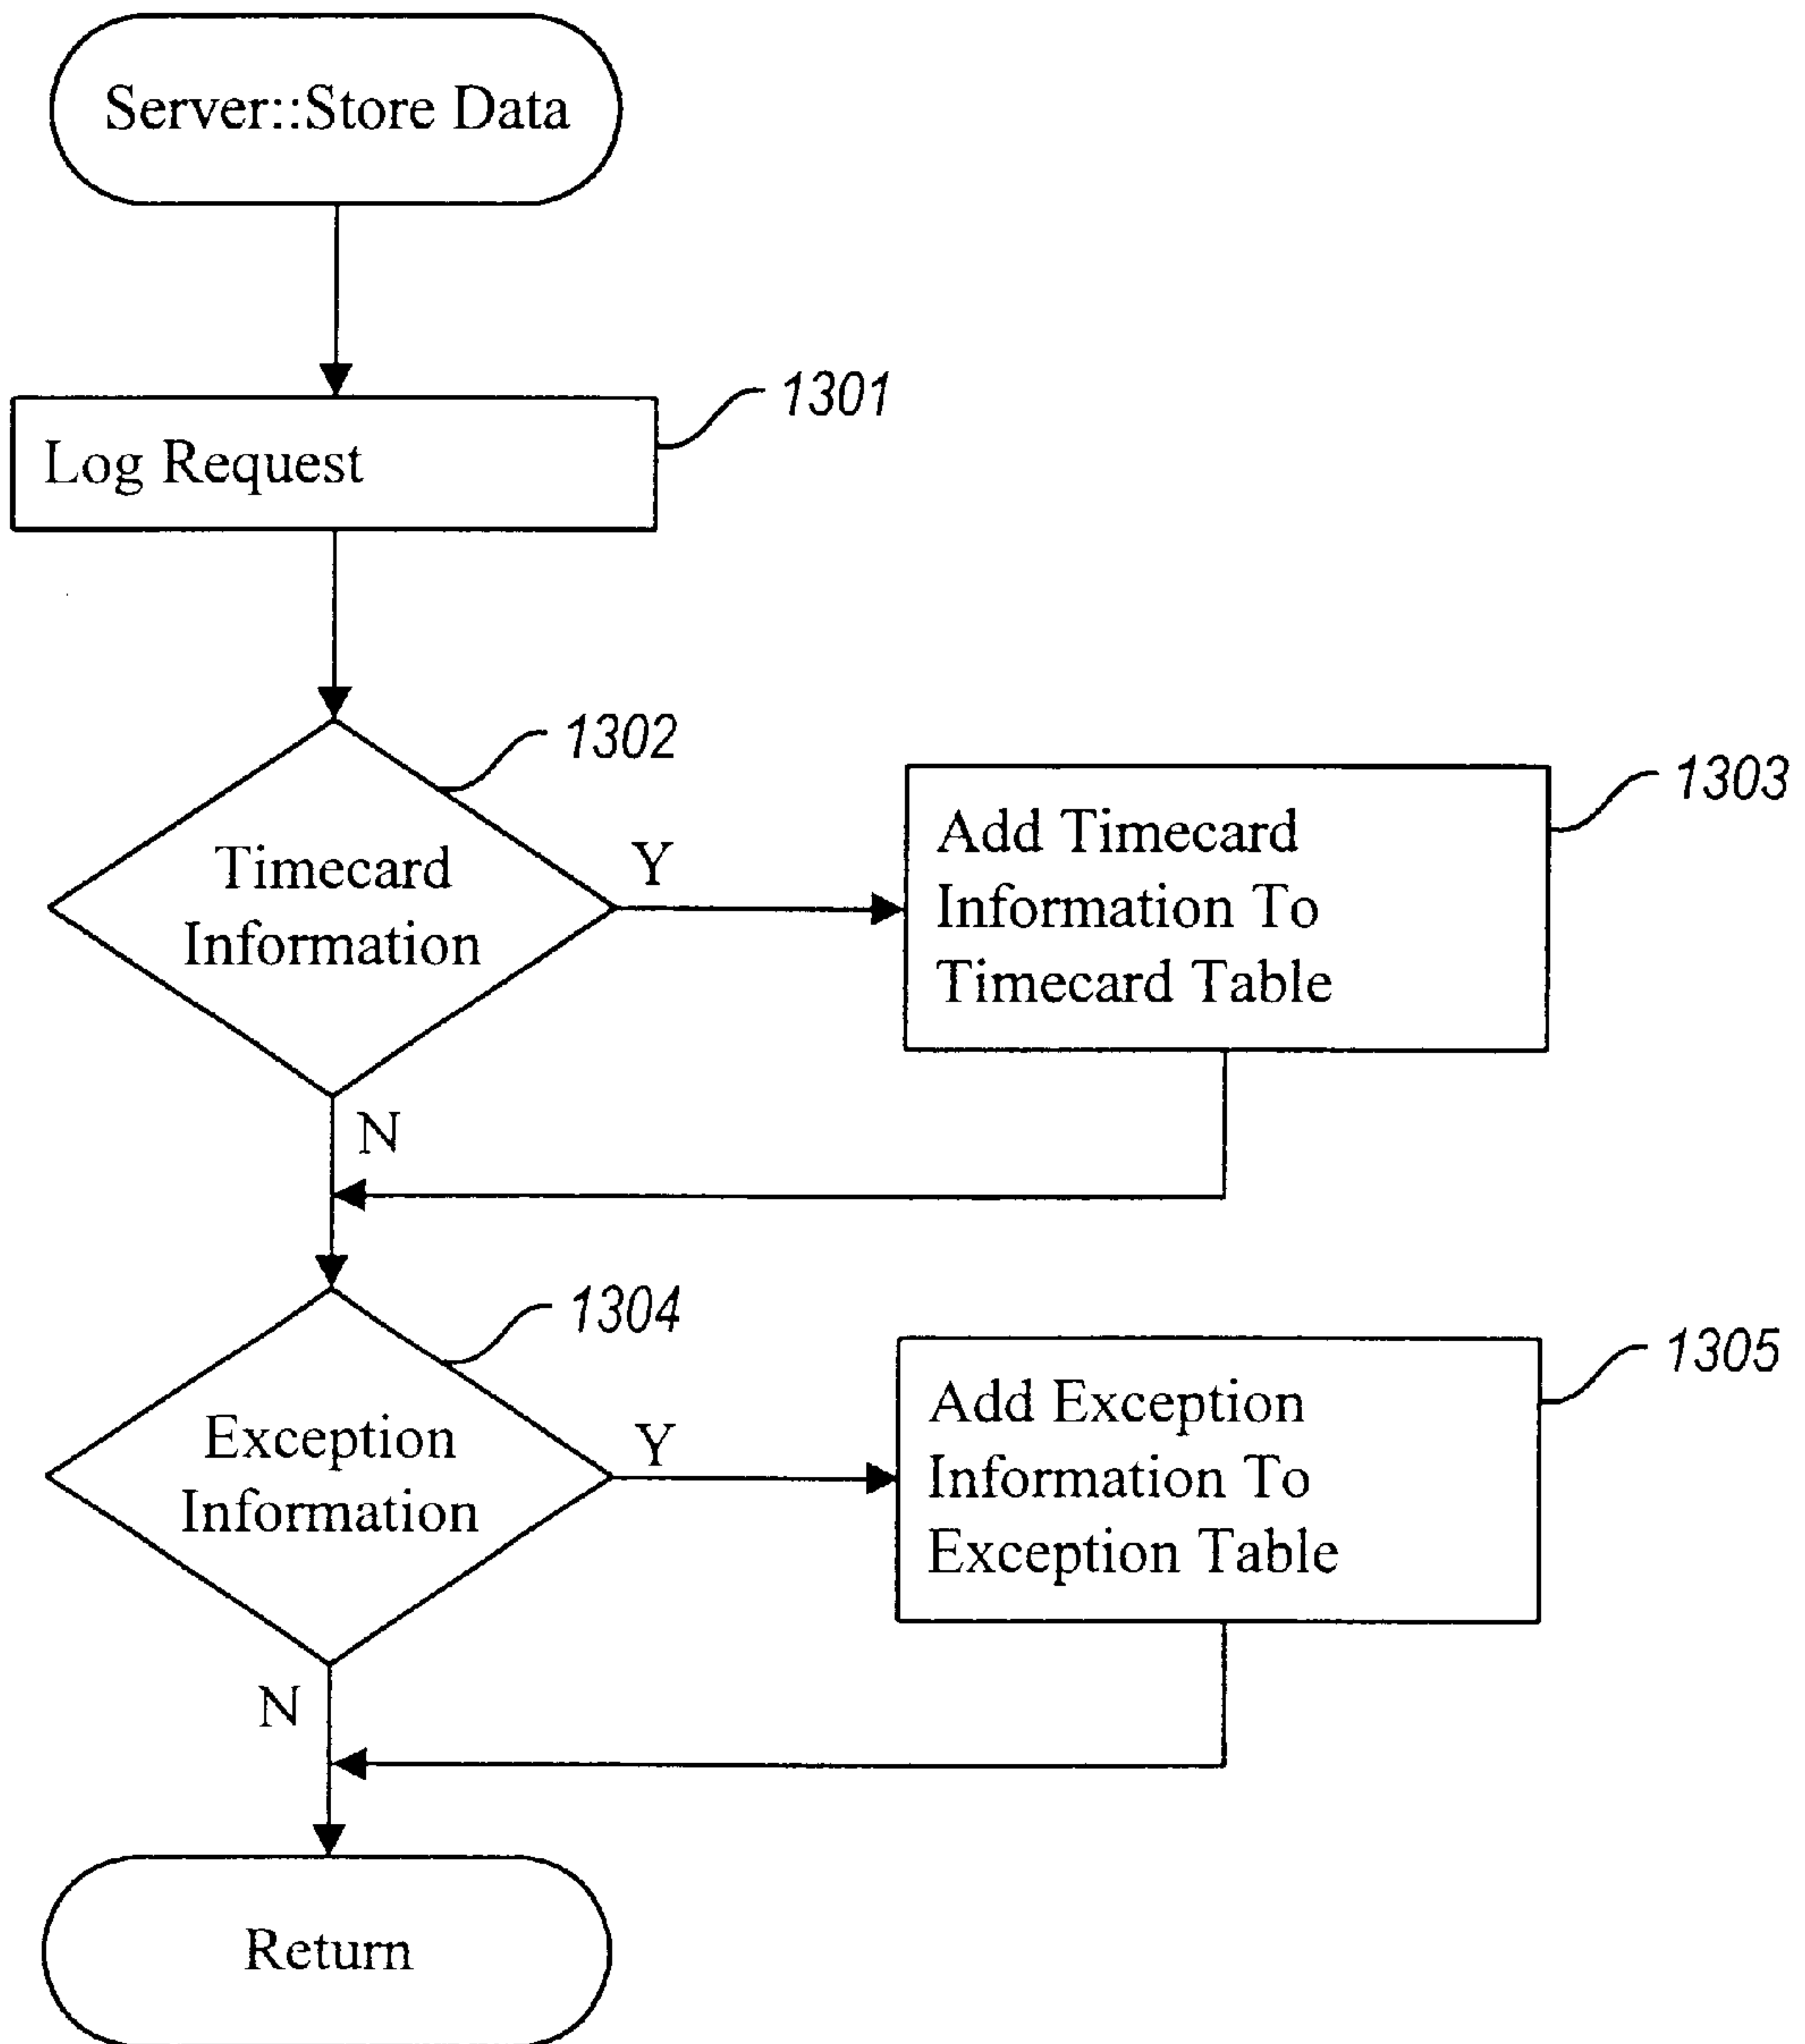 Server::Store Data
1301
Log Request
1302
Timecard
Information
Y
N
1303
Add Timecard
Information To
Timecard Table
1304
Exception
Information
Y
N
1305
Add Exception
Information To
Exception Table
Return